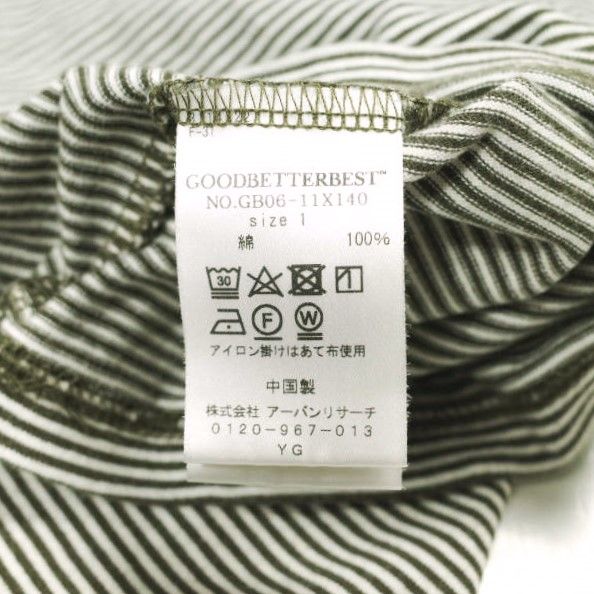 F-31
GOODBETTERBEST™
NO.GB06-11X140
size 1
綿 100%
30
F W
アイロン掛けはあて布使用
中国製
株式会社 アーバンリサーチ
0120-967-013
YG